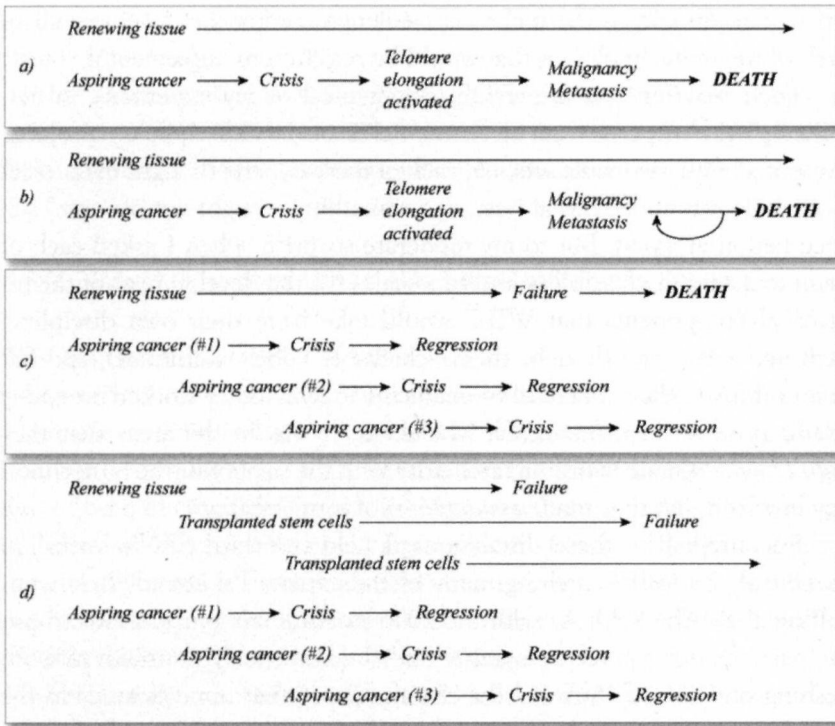 a)
Renewing tissue
Aspiring cancer Crisis Telomere elongation activated Malignancy Metastasis DEATH
b)
Renewing tissue
Aspiring cancer Crisis Telomere elongation activated Malignancy Metastasis DEATH
c)
Renewing tissue Failure DEATH
Aspiring cancer (#1) Crisis Regression
Aspiring cancer (#2) Crisis Regression
Aspiring cancer (#3) Crisis Regression
d)
Renewing tissue Failure
Transplanted stem cells Failure
Transplanted stem cells
Aspiring cancer (#1) Crisis Regression
Aspiring cancer (#2) Crisis Regression
Aspiring cancer (#3) Crisis Regression